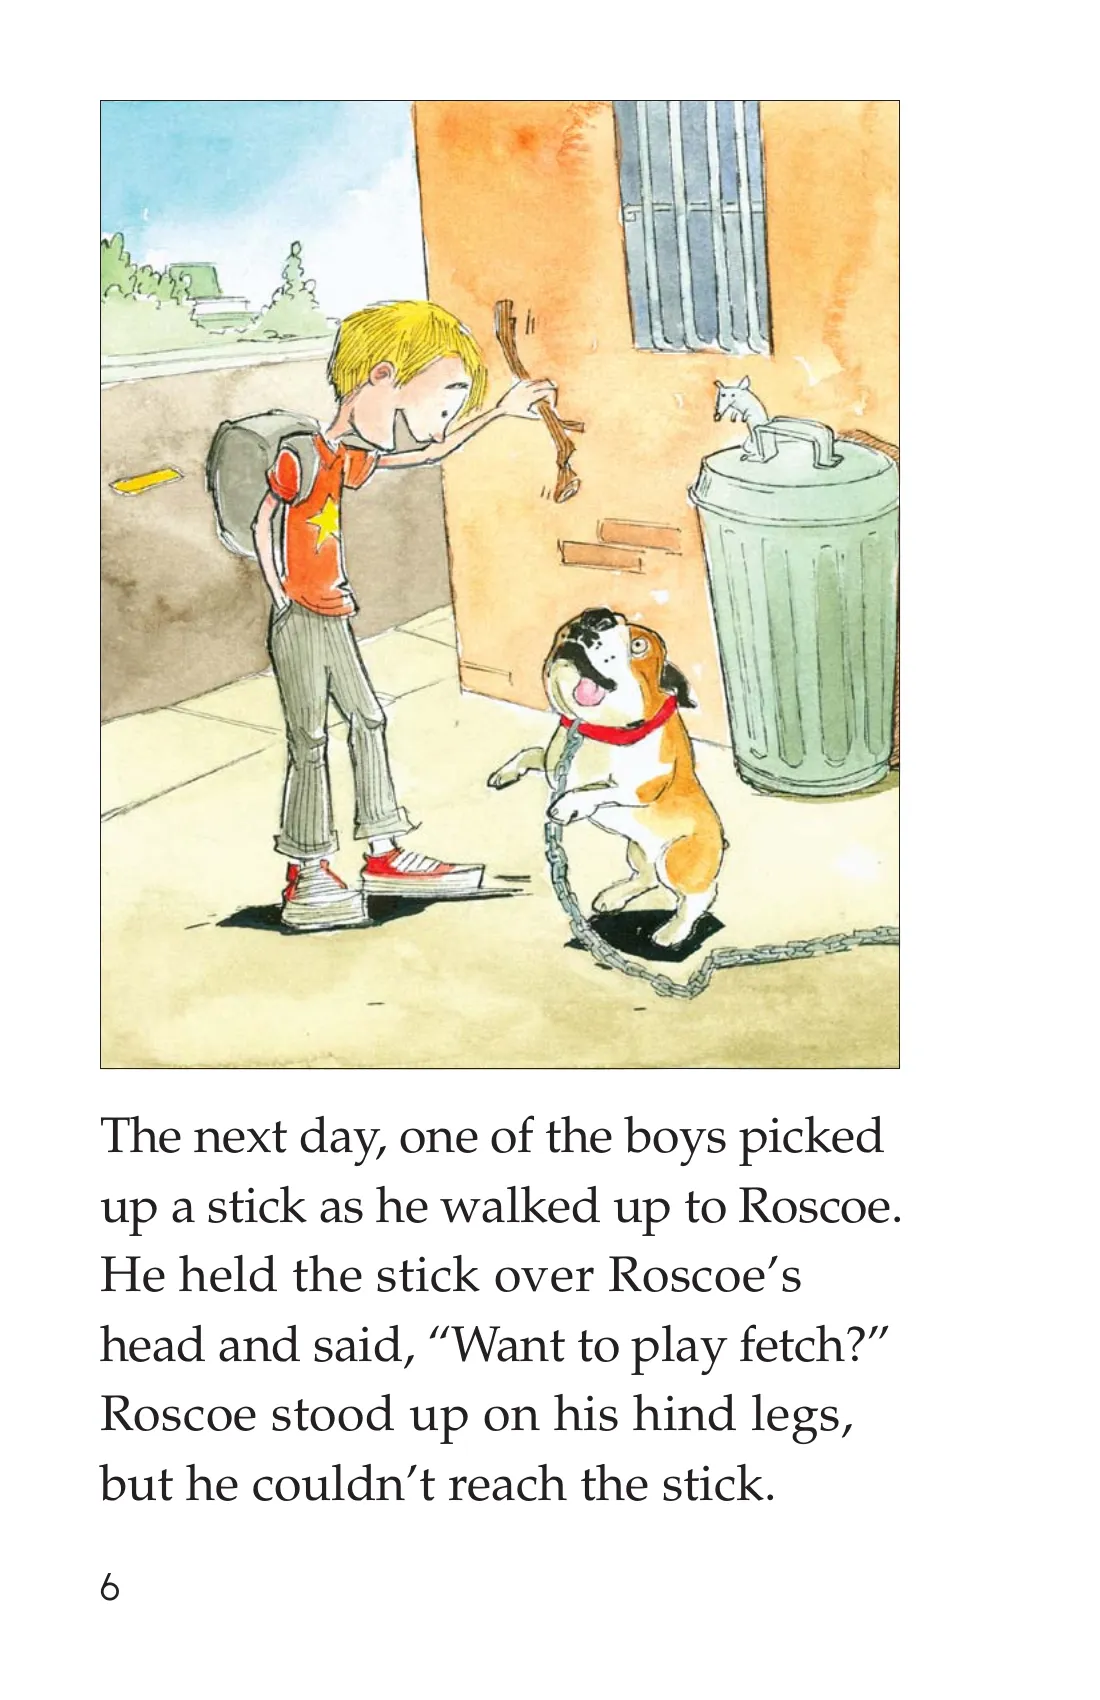 The next day, one of the boys picked
up a stick as he walked up to Roscoe.
He held the stick over Roscoe’s
head and said, “Want to play fetch?”
Roscoe stood up on his hind legs,
but he couldn’t reach the stick.
6